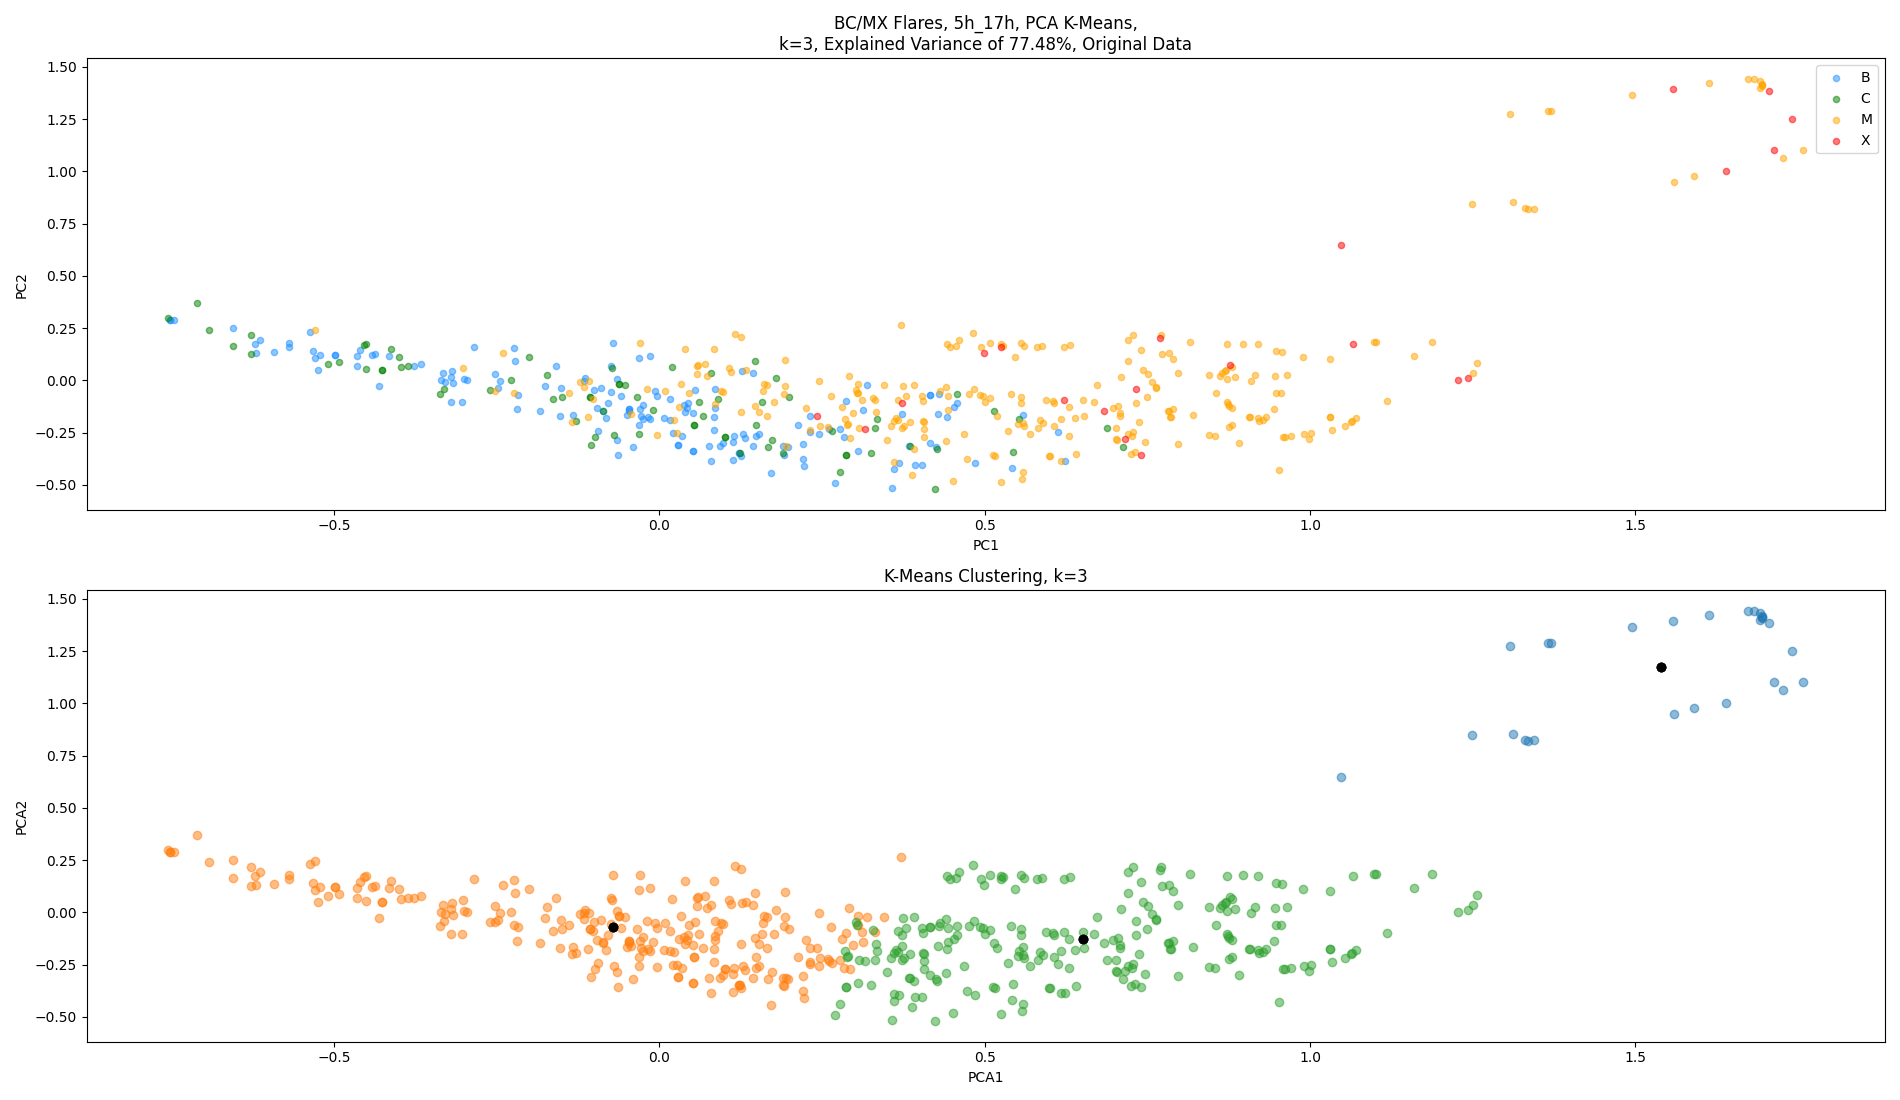 BC/MX Flares, 5h_17h, PCA K-Means,
k=3, Explained Variance of 77.48%, Original Data
1.50
1.25
1.00
0.75
0.50
0.25
0.00
−0.25
−0.50
PC2
B
C
M
X
−0.5
0.0
0.5
1.0
1.5
PC1
K-Means Clustering, k=3
1.50
1.25
1.00
0.75
0.50
0.25
0.00
−0.25
−0.50
PCA2
−0.5
0.0
0.5
1.0
1.5
PCA1